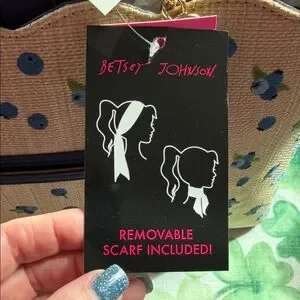 BETSEY JOHNSON
REMOVABLE
SCARF INCLUDED!